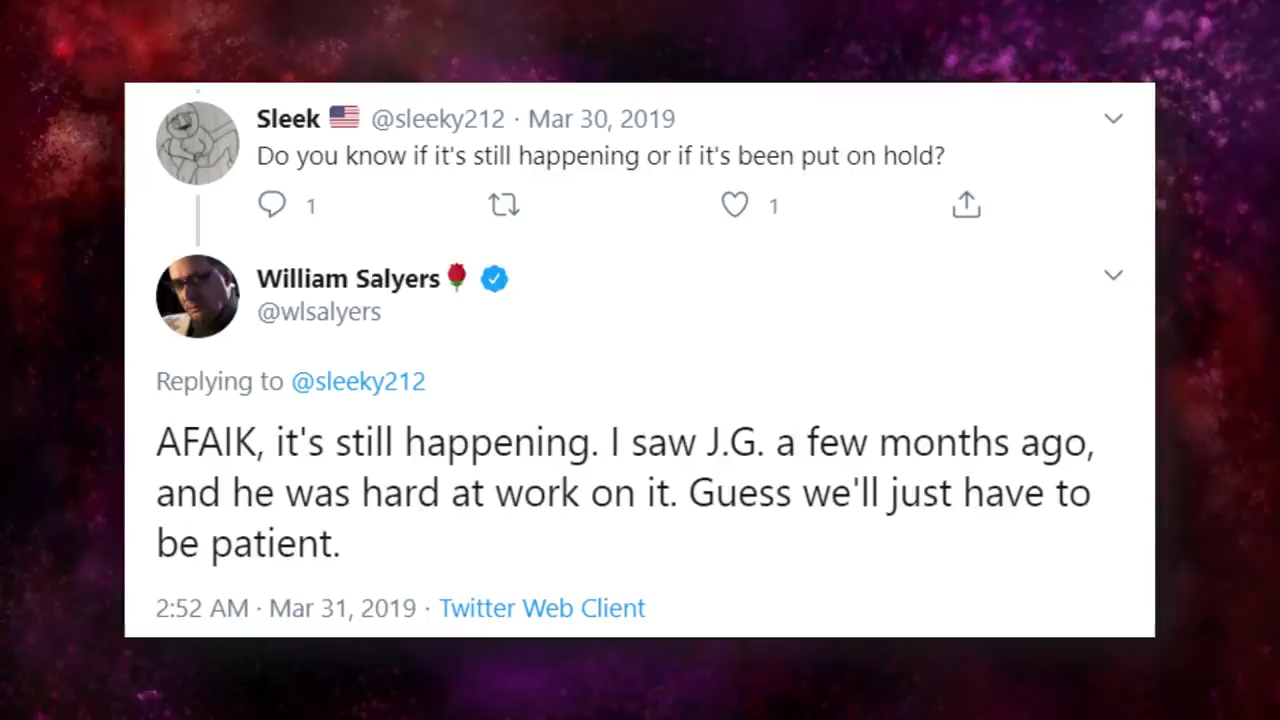 Sleek 🇺🇸 @sleeky212 · Mar 30, 2019
Do you know if it's still happening or if it's been put on hold?
1 1
William Salyers🌹
@wlsalyers
Replying to @sleeky212
AFAIK, it's still happening. I saw J.G. a few months ago,
and he was hard at work on it. Guess we'll just have to
be patient.
2:52 AM · Mar 31, 2019 · Twitter Web Client